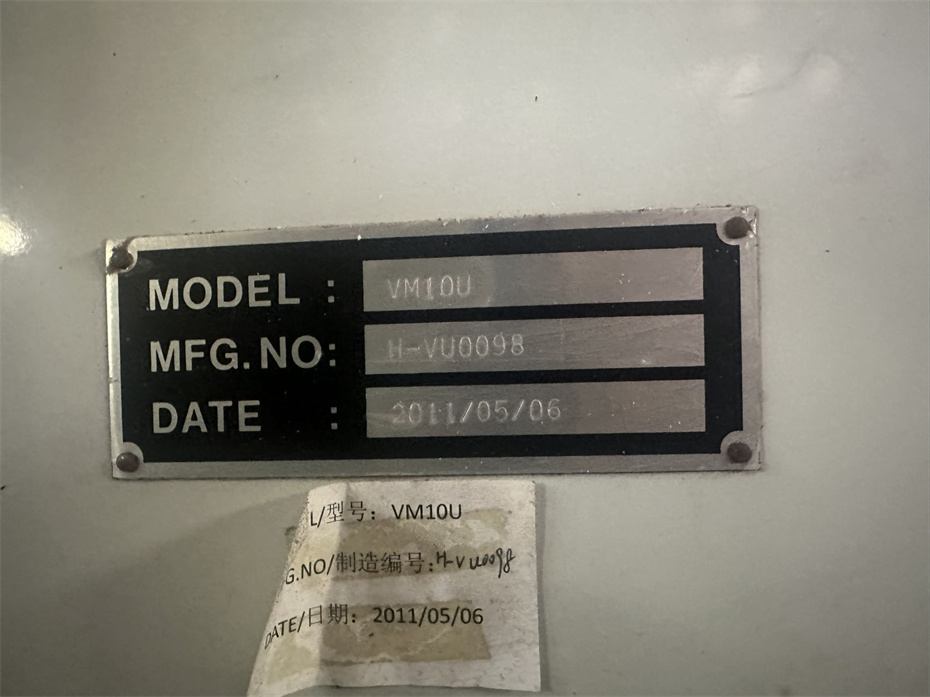 MODEL : VM10U
MFG.NO: H-VU0098
DATE : 2011/05/06
L/型号: VM10U
G.NO/制造编号: H-VU0098
DATE/日期: 2011/05/06